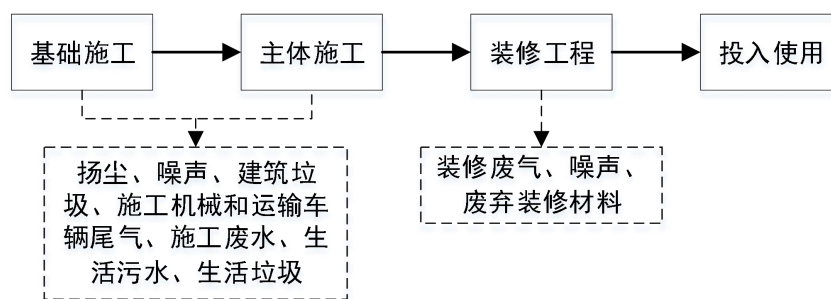 基础施工
主体施工
装修工程
投入使用
扬尘、噪声、建筑垃
圾、施工机械和运输车
辆尾气、施工废水、生
活污水、生活垃圾
装修废气、噪声、
废弃装修材料